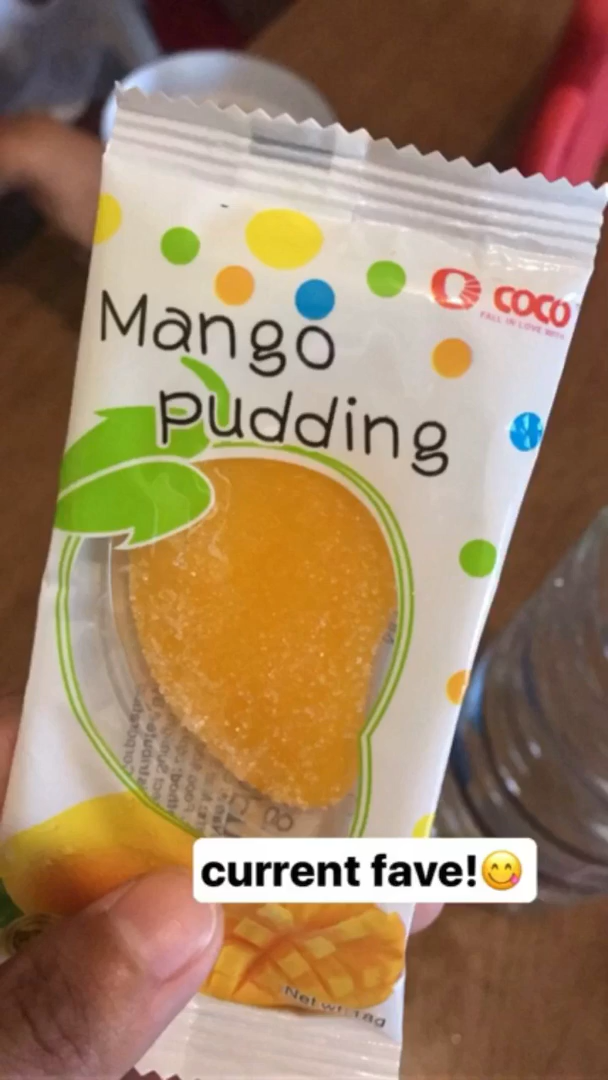 COCO
FALL IN LOVE WITH
Mango
pudding
current fave!😋
Net wt. 18g